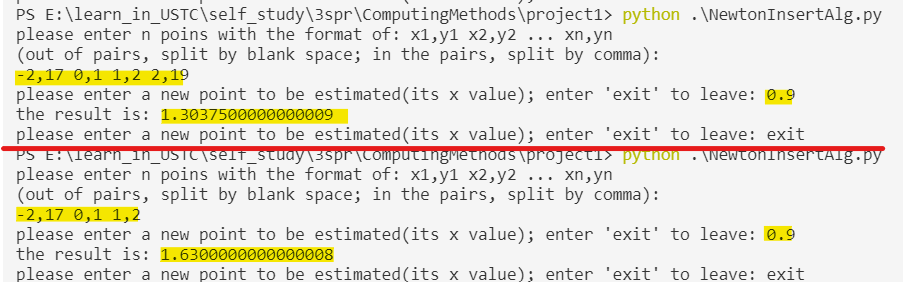 PS E:\learn_in_USTC\self_study\3spr\ComputingMethods\project1> python .\NewtonInsertAlg.py
please enter n poins with the format of: x1,y1 x2,y2 ... xn,yn
(out of pairs, split by blank space; in the pairs, split by comma):
-2,17 0,1 1,2 2,19
please enter a new point to be estimated(its x value); enter 'exit' to leave: 0.9
the result is: 1.3037500000000009
please enter a new point to be estimated(its x value); enter 'exit' to leave: exit
PS E:\learn_in_USTC\self_study\3spr\ComputingMethods\project1> python .\NewtonInsertAlg.py
please enter n poins with the format of: x1,y1 x2,y2 ... xn,yn
(out of pairs, split by blank space; in the pairs, split by comma):
-2,17 0,1 1,2
please enter a new point to be estimated(its x value); enter 'exit' to leave: 0.9
the result is: 1.6300000000000008
please enter a new point to be estimated(its x value); enter 'exit' to leave: exit